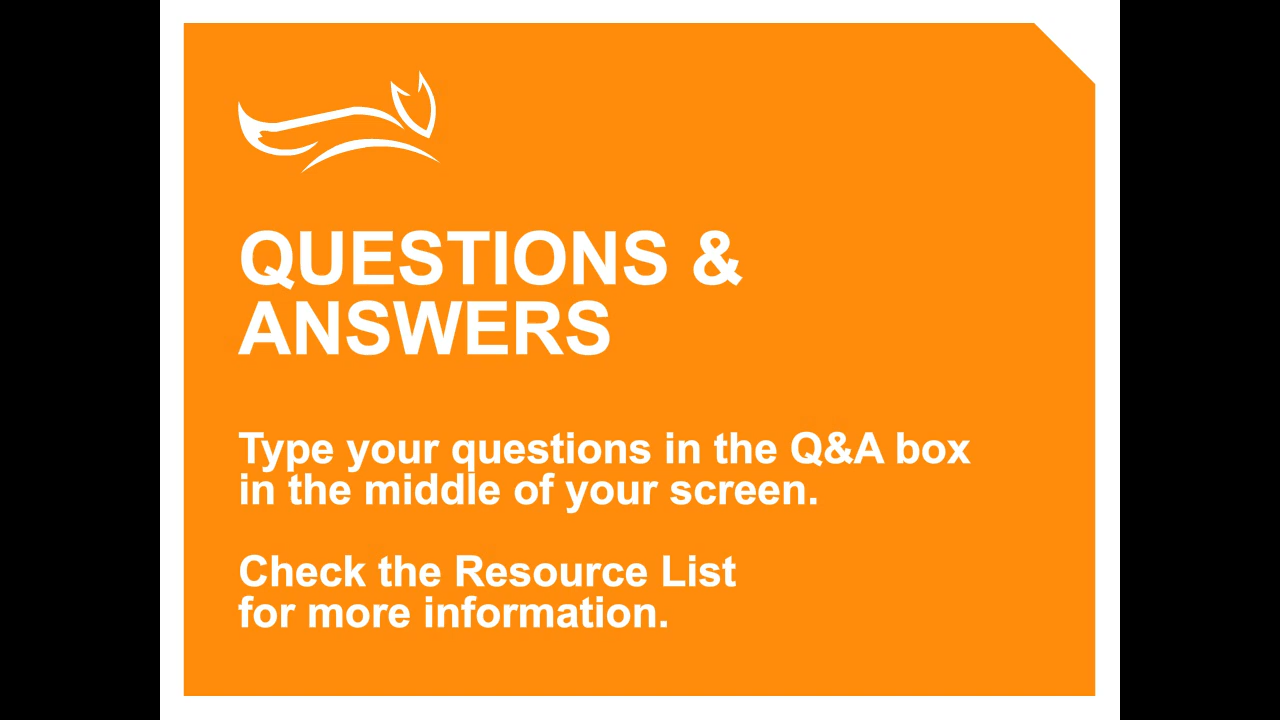 QUESTIONS &
ANSWERS
Type your questions in the Q&A box
in the middle of your screen.
Check the Resource List
for more information.